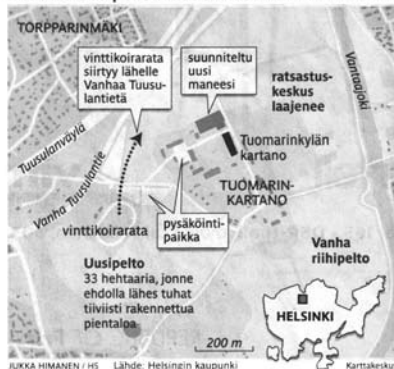 TORPPARINMÄKI
vinttikoirarata
siirtyy lähelle
Vanhaa Tuusu-
lantietä
suunniteltu
uusi
maneesi
ratsastus-
keskus
laajenee
Vantaajoki
Tuusulanväylä
Vanha Tuusulantie
Tuomarinkylän
kartano
TUOMARIN-
KARTANO
vinttikoirarata
pysäköinti-
paikka
Uusipelto
33 hehtaaria, jonne
ehdolla lähes tuhat
tiiviisti rakennettua
pientaloa
Vanha
riihipelto
HELSINKI
200 m
JUKKA HIMANEN / HS Lähde: Helsingin kaupunki Karttakesku